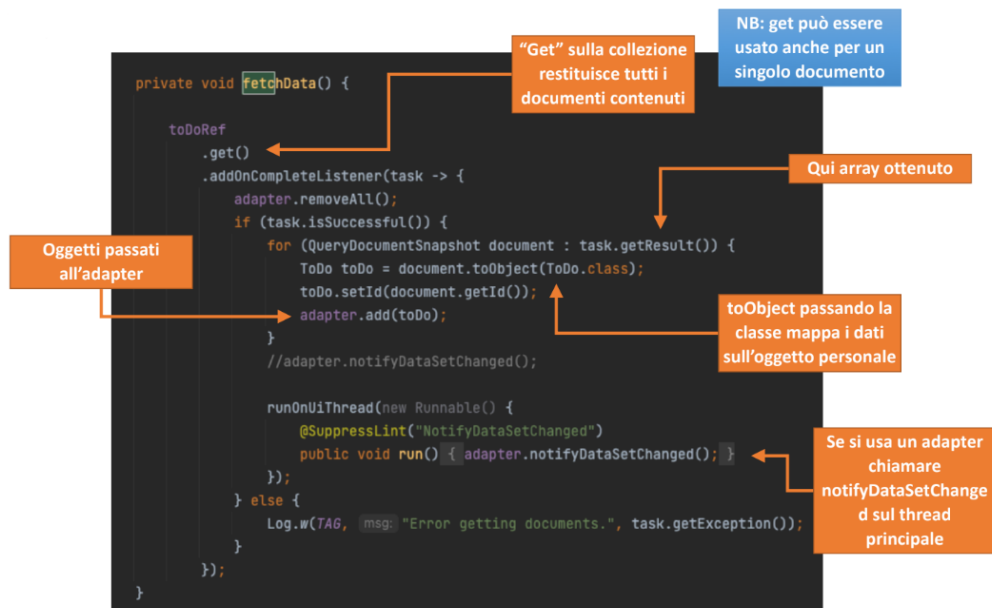 NB: get può essere
usato anche per un
singolo documento
“Get” sulla collezione
restituisce tutti i
documenti contenuti
private void fetchData() {
toDoRef
.get()
.addOnCompleteListener(task -> {
adapter.removeAll();
if (task.isSuccessful()) {
for (QueryDocumentSnapshot document : task.getResult()) {
ToDo toDo = document.toObject(ToDo.class);
toDo.setId(document.getId());
adapter.add(toDo);
}
//adapter.notifyDataSetChanged();
runOnUiThread(new Runnable() {
@SuppressLint("NotifyDataSetChanged")
public void run() { adapter.notifyDataSetChanged(); }
});
} else {
Log.w(TAG, msg: "Error getting documents.", task.getException());
}
});
}
Qui array ottenuto
Oggetti passati
all’adapter
toObject passando la
classe mappa i dati
sull’oggetto personale
Se si usa un adapter
chiamare
notifyDataSetChange
d sul thread
principale